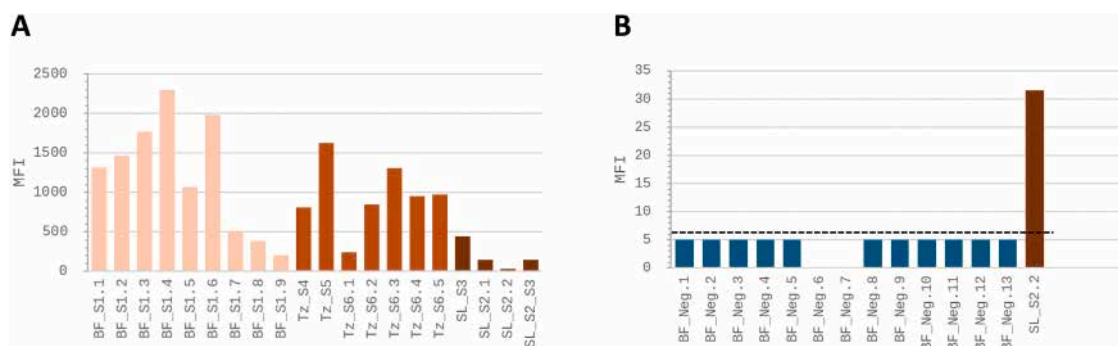 A
MFI
2500
2000
1500
1000
500
0
BF_S1.1
BF_S1.2
BF_S1.3
BF_S1.4
BF_S1.5
BF_S1.6
BF_S1.7
BF_S1.8
BF_S1.9
Tz_S4
Tz_S5
Tz_S6.1
Tz_S6.2
Tz_S6.3
Tz_S6.4
Tz_S6.5
SL_S3
SL_S2.1
SL_S2.2
SL_S2_S3
B
MFI
35
30
25
20
15
10
5
0
BF_Neg.1
BF_Neg.2
BF_Neg.3
BF_Neg.4
BF_Neg.5
BF_Neg.6
BF_Neg.7
BF_Neg.8
BF_Neg.9
BF_Neg.10
BF_Neg.11
BF_Neg.12
BF_Neg.13
SL_S2.2